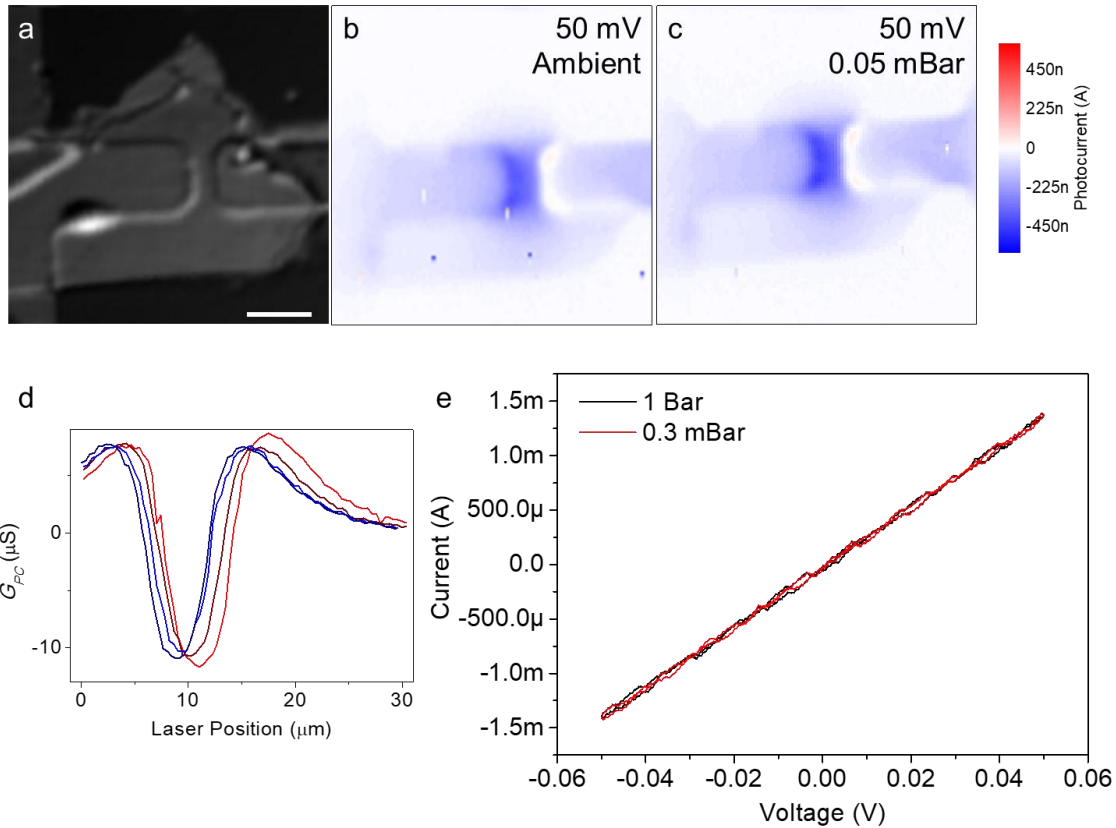 a
b
50 mV
Ambient
c
50 mV
0.05 mBar
450n
225n
0
-225n
-450n
Photocurrent (A)
d
G_PC (μS)
0
-10
0
10
20
30
Laser Position (μm)
e
1 Bar
0.3 mBar
Current (A)
1.5m
1.0m
500.0μ
0.0
-500.0μ
-1.0m
-1.5m
-0.06
-0.04
-0.02
0.00
0.02
0.04
0.06
Voltage (V)